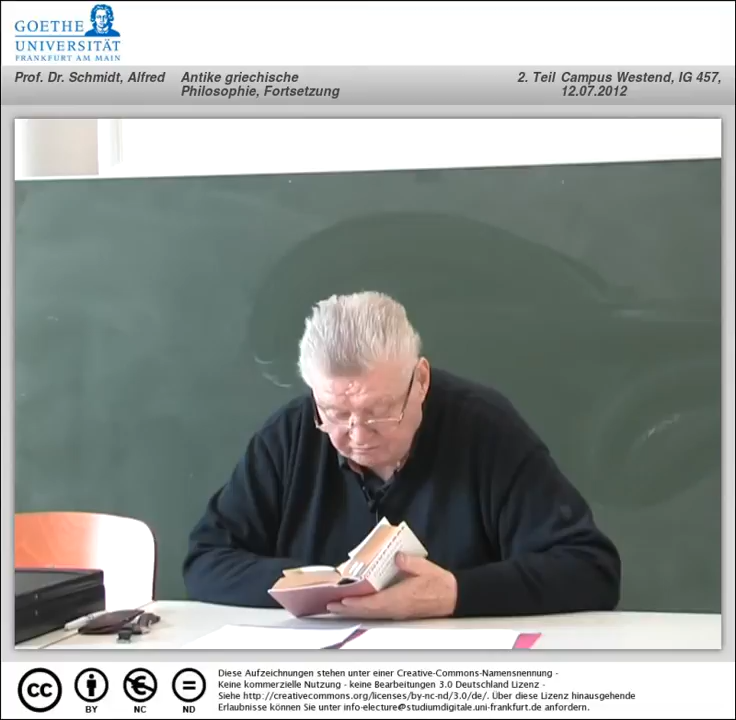 GOETHE
UNIVERSITÄT
FRANKFURT AM MAIN
Prof. Dr. Schmidt, Alfred Antike griechische 2. Teil Campus Westend, IG 457,
Philosophie, Fortsetzung 12.07.2012
cc BY NC ND
Diese Aufzeichnungen stehen unter einer Creative-Commons-Namensnennung -
Keine kommerzielle Nutzung - keine Bearbeitungen 3.0 Deutschland Lizenz -
Siehe http://creativecommons.org/licenses/by-nc-nd/3.0/de/. Über diese Lizenz hinausgehende
Erlaubnisse können Sie unter info-electure@studiumdigitale.uni-frankfurt.de anfordern.